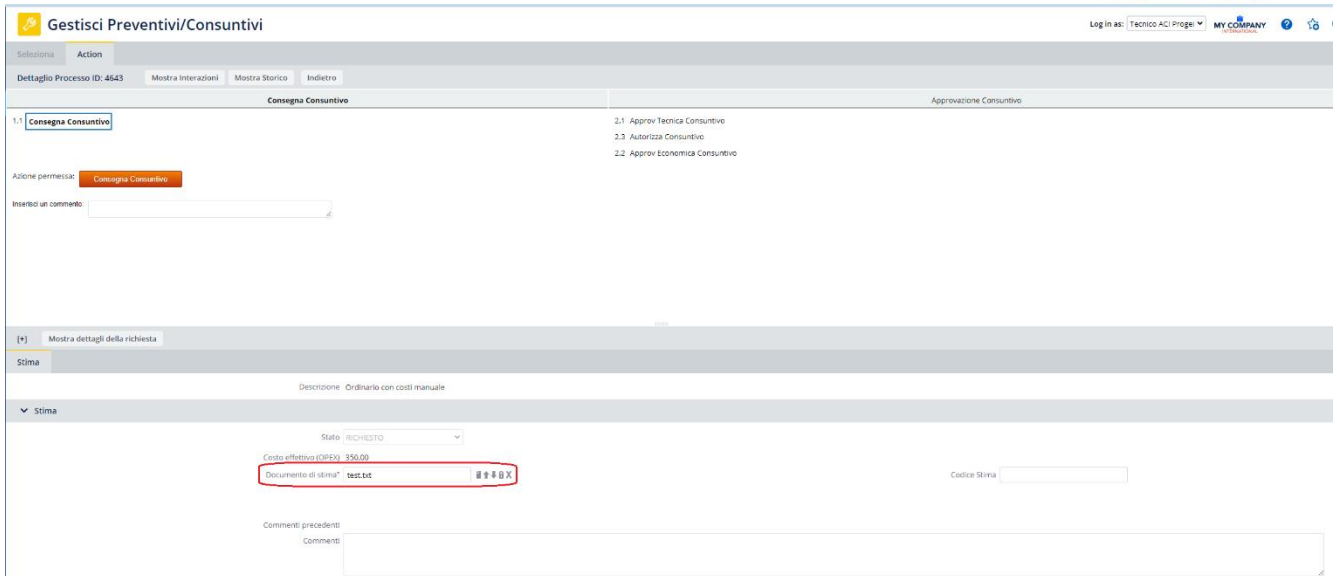 Gestisci Preventivi/Consuntivi
Log in as: Tecnico ACI Proget
MY COMPANY
INTERNATIONAL
Seleziona Action
Dettaglio Processo ID: 4643 Mostra Interazioni Mostra Storico Indietro
Consegna Consuntivo Approvazione Consuntivo
1.1 Consegna Consuntivo 2.1 Approv Tecnica Consuntivo
2.3 Autorizza Consuntivo
2.2 Approv Economica Consuntivo
Azione permessa: Consegna Consuntivo
Inserisci un commento:
[+] Mostra dettagli della richiesta
Stima
Descrizione Ordinario con costi manuale
Stima
Stato RICHIESTO
Costo effettivo (OPEX) 350.00
Documento di stima* test.txt Codice Stima
Commenti precedenti
Commenti